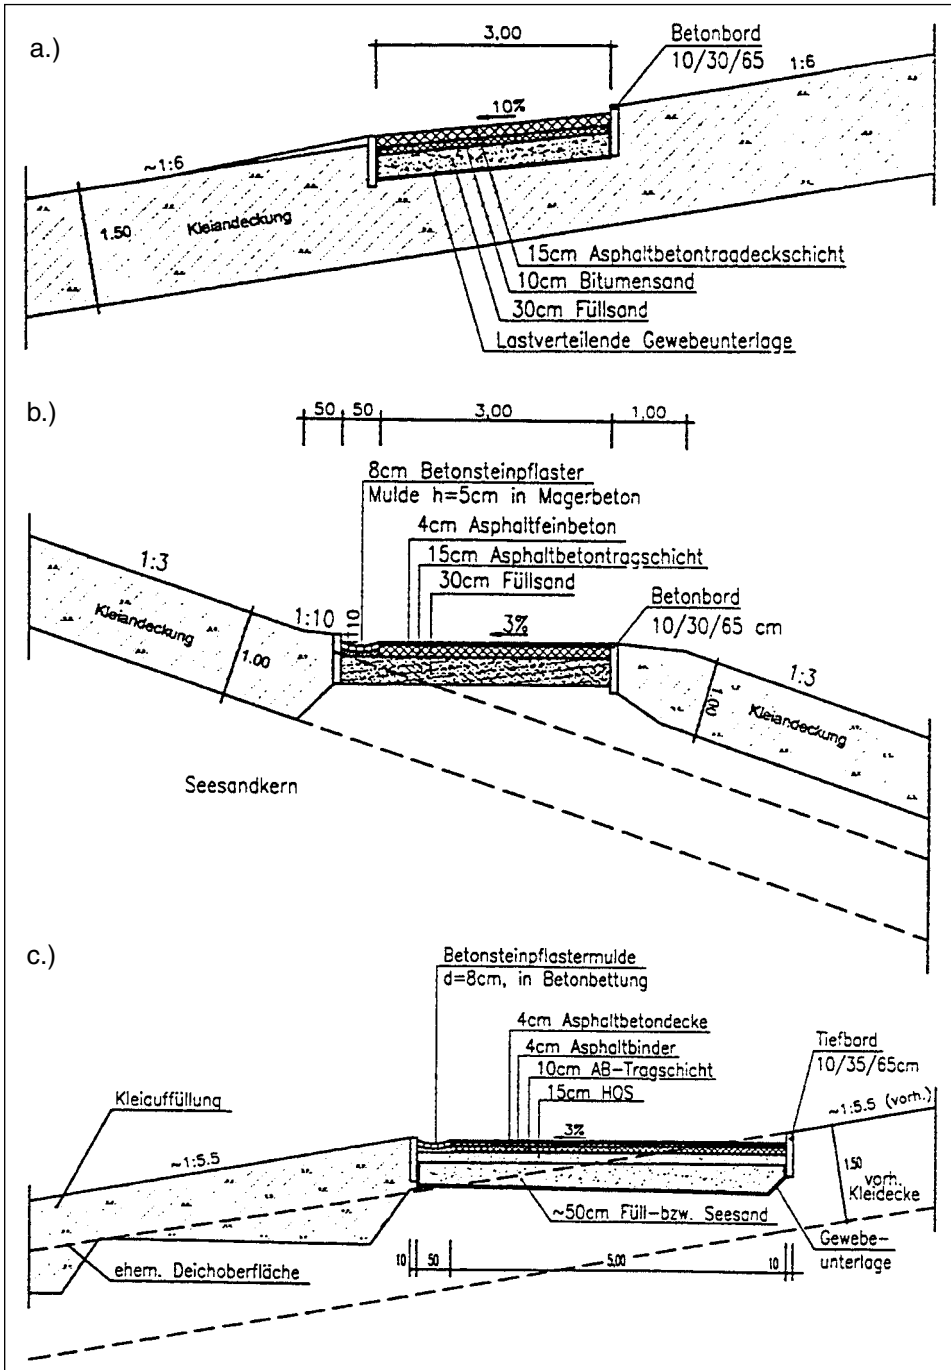 a.)
3,00
Betonbord
10/30/65
1:6
10%
~1:6
1.50
Kleiandeckung
15cm Asphaltbetontragdeckschicht
10cm Bitumensand
30cm Füllsand
Lastverteilende Gewebeunterlage
b.)
50 50 3,00 1,00
8cm Betonsteinpflaster
Mulde h=5cm in Magerbeton
4cm Asphaltfeinbeton
15cm Asphaltbetontragschicht
30cm Füllsand
1:3
Kleiandeckung
1:10
10
1.00
3%
Betonbord
10/30/65 cm
1:3
1.00
Kleiandeckung
Seesandkern
c.)
Betonsteinpflastermulde
d=8cm, in Betonbettung
4cm Asphaltbetondecke
4cm Asphaltbinder
10cm AB-Tragschicht
15cm HOS
3%
Tiefbord
10/35/65cm
~1:5.5 (vorh.)
Kleiauffüllung
~1:5.5
1.50
vorh.
Kleidecke
~50cm Füll-bzw. Seesand
Gewebe-
unterlage
ehem. Deichoberfläche
10 50 5,00 10